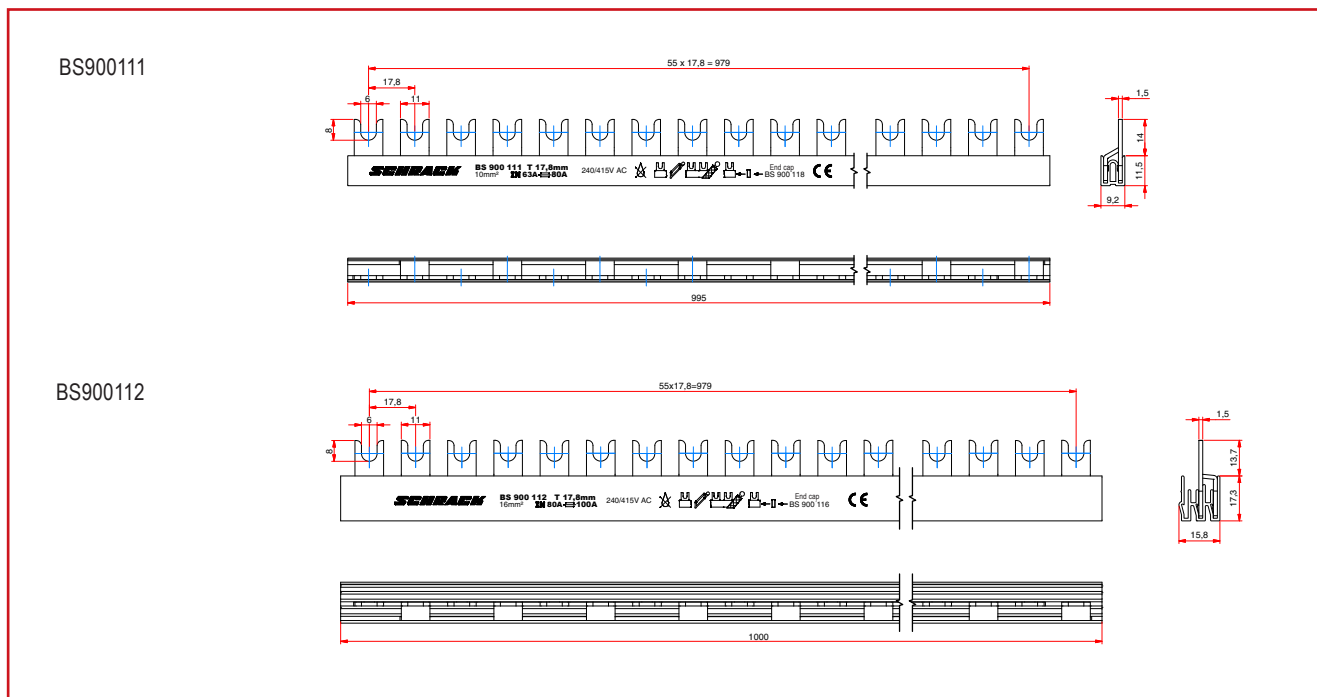 BS900111
55 x 17,8 = 979
17,8
6
11
8
1,5
14
11,5
9,2
SCHRACK
BS 900 111 T 17,8mm
10mm² IN 63A 80A
240/415V AC
End cap
BS 900 118
CE
995
BS900112
55x17,8=979
17,8
6
11
8
1,5
13,7
17,3
15,8
SCHRACK
BS 900 112 T 17,8mm
16mm² IN 80A 100A
240/415V AC
End cap
BS 900 116
CE
1000